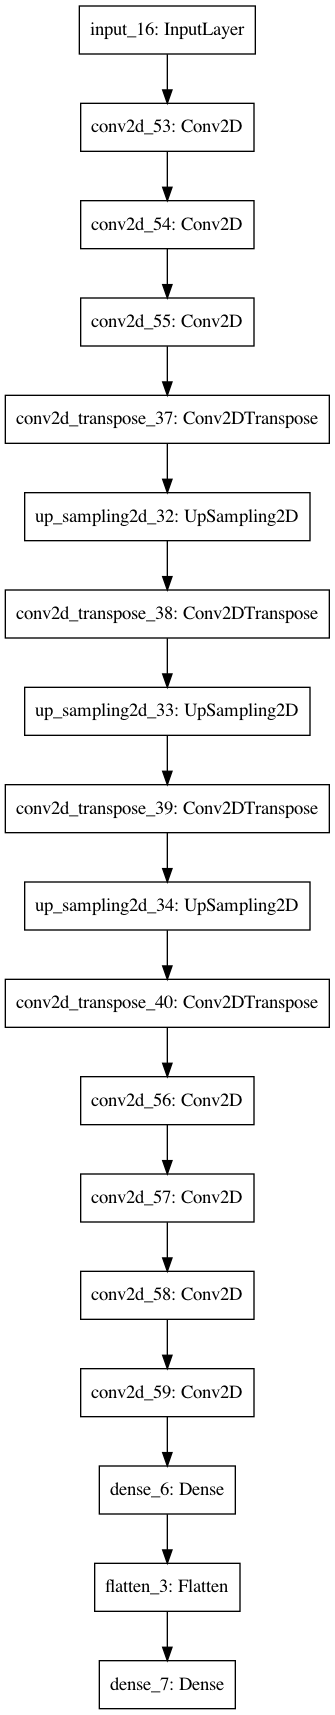 input_16: InputLayer
conv2d_53: Conv2D
conv2d_54: Conv2D
conv2d_55: Conv2D
conv2d_transpose_37: Conv2DTranspose
up_sampling2d_32: UpSampling2D
conv2d_transpose_38: Conv2DTranspose
up_sampling2d_33: UpSampling2D
conv2d_transpose_39: Conv2DTranspose
up_sampling2d_34: UpSampling2D
conv2d_transpose_40: Conv2DTranspose
conv2d_56: Conv2D
conv2d_57: Conv2D
conv2d_58: Conv2D
conv2d_59: Conv2D
dense_6: Dense
flatten_3: Flatten
dense_7: Dense